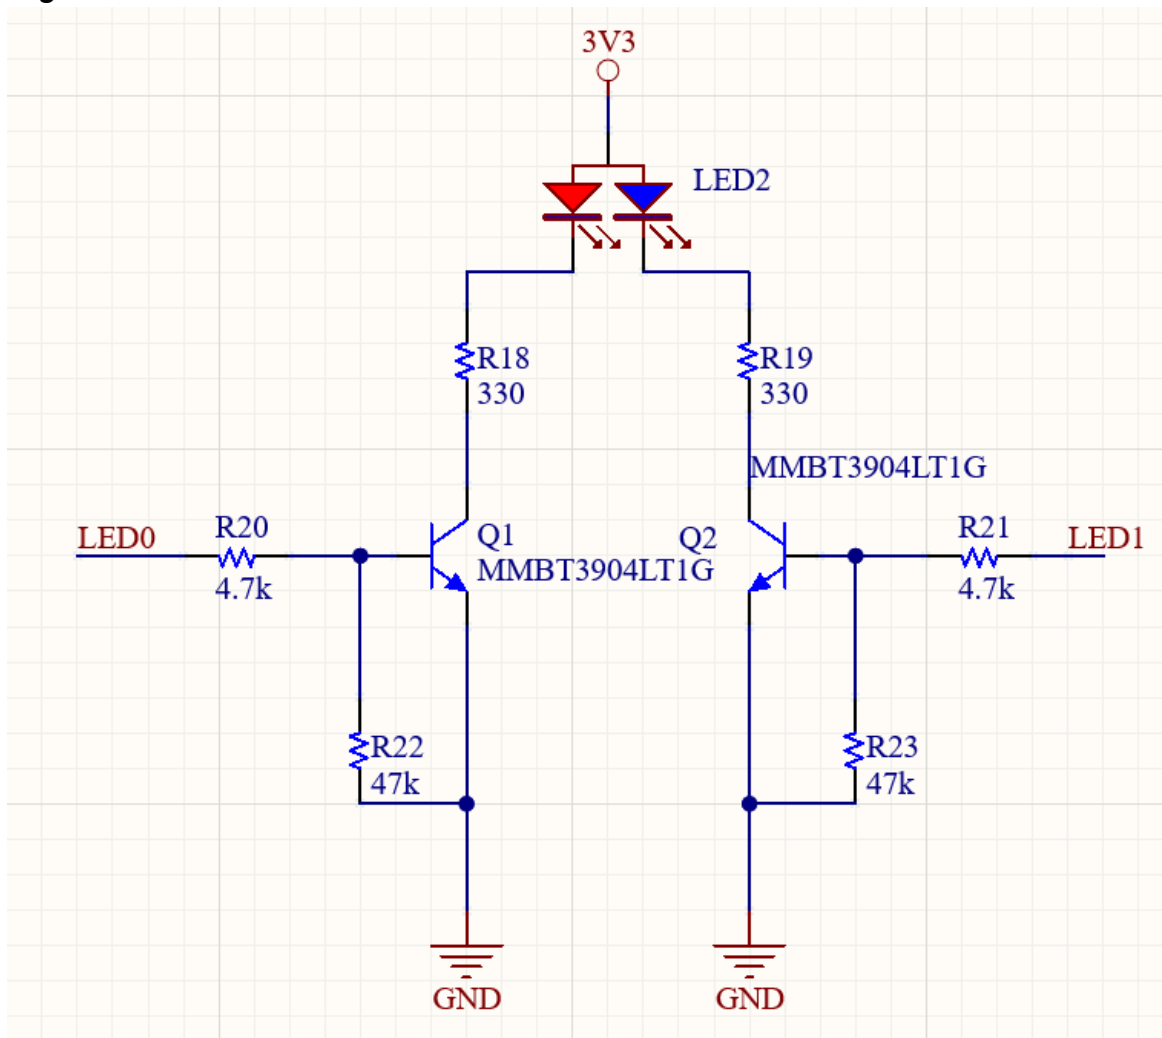 3V3
LED2
R18
330
R19
330
MMBT3904LT1G
LED0
R20
4.7k
Q1
MMBT3904LT1G
Q2
R21
4.7k
LED1
R22
47k
R23
47k
GND
GND